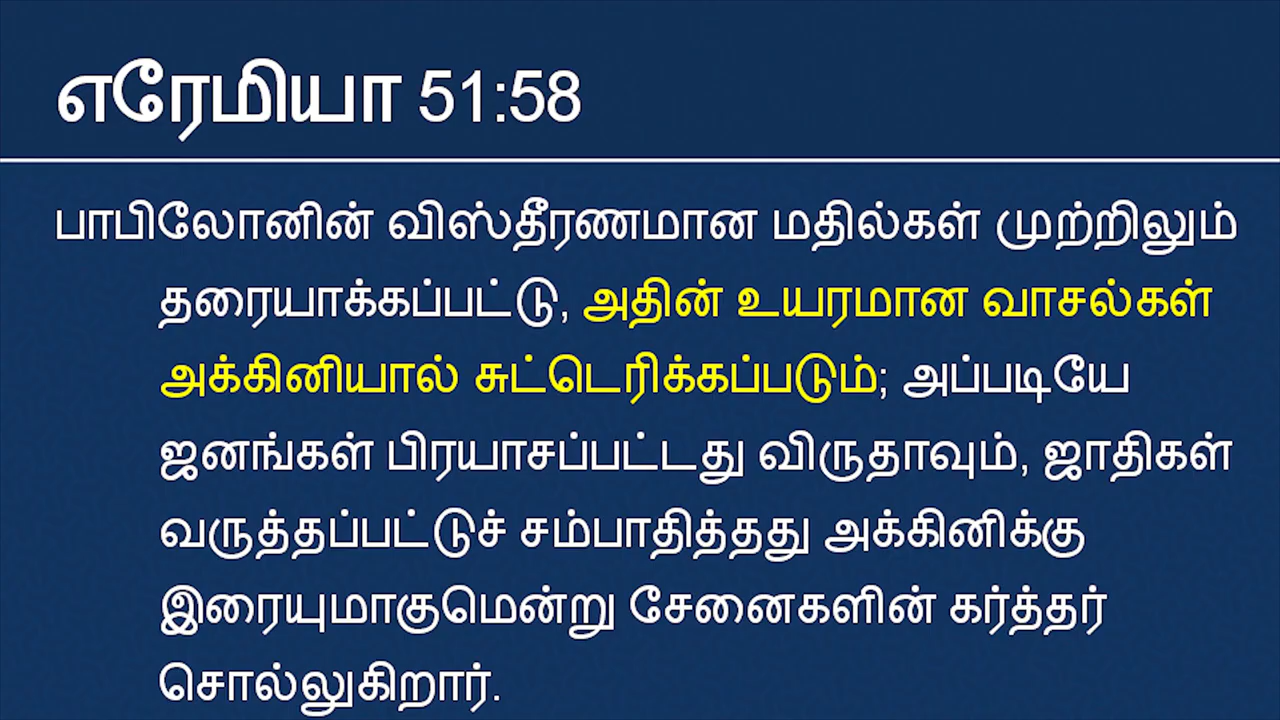 எரேமியா 51:58
பாபிலோனின் விஸ்தீரணமான மதில்கள் முற்றிலும்
தரையாக்கப்பட்டு, அதின் உயரமான வாசல்கள்
அக்கினியால் சுட்டெரிக்கப்படும்; அப்படியே
ஜனங்கள் பிரயாசப்பட்டது விருதாவும், ஜாதிகள்
வருத்தப்பட்டுச் சம்பாதித்தது அக்கினிக்கு
இரையுமாகுமென்று சேனைகளின் கர்த்தர்
சொல்லுகிறார்.